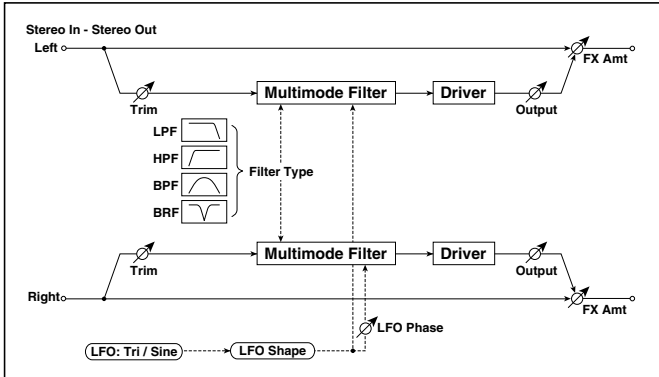 Stereo In - Stereo Out
Left
FX Amt
Trim
Multimode Filter
Driver
Output
LPF
HPF
BPF
BRF
Filter Type
Trim
Multimode Filter
Driver
Output
Right
FX Amt
LFO Phase
LFO: Tri / Sine
LFO Shape